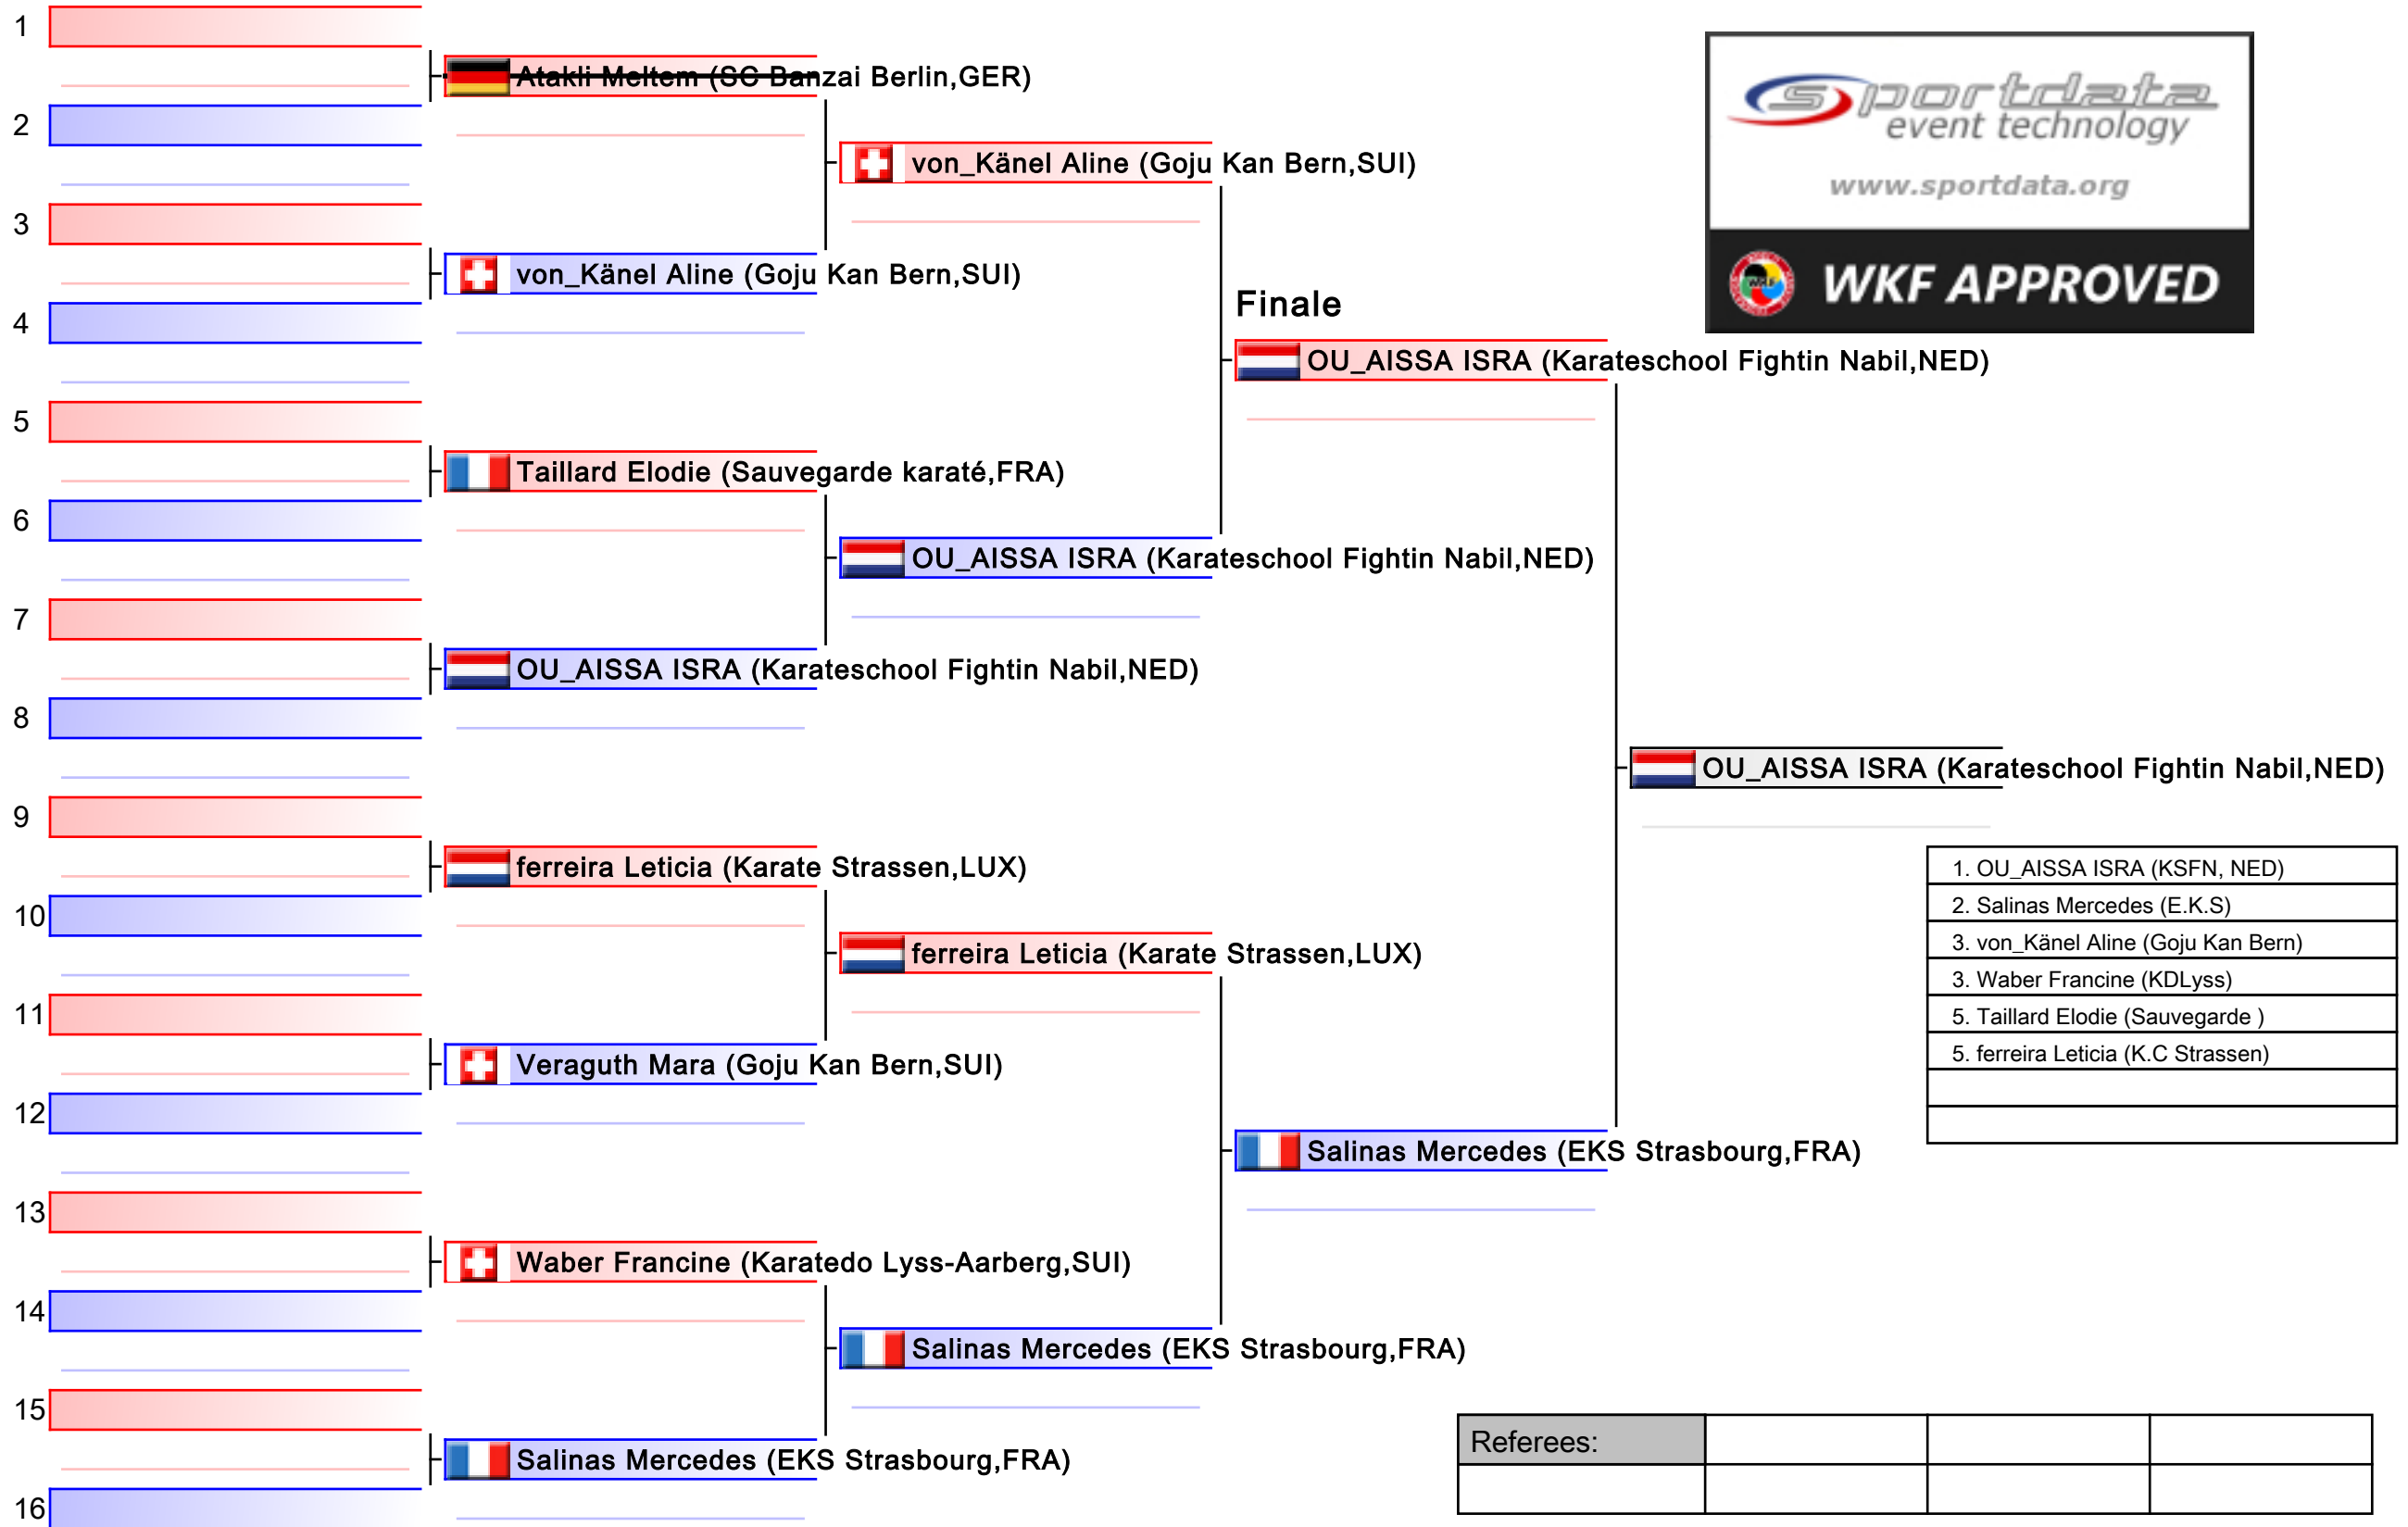 1
Atakli Meltem (SC Banzai Berlin,GER)
2
von_Känel Aline (Goju Kan Bern,SUI)
3
von_Känel Aline (Goju Kan Bern,SUI)
4
Finale
OU_AISSA ISRA (Karateschool Fightin Nabil,NED)
5
Taillard Elodie (Sauvegarde karaté,FRA)
6
OU_AISSA ISRA (Karateschool Fightin Nabil,NED)
7
OU_AISSA ISRA (Karateschool Fightin Nabil,NED)
8
OU_AISSA ISRA (Karateschool Fightin Nabil,NED)
9
ferreira Leticia (Karate Strassen,LUX)
10
ferreira Leticia (Karate Strassen,LUX)
11
Veraguth Mara (Goju Kan Bern,SUI)
12
Salinas Mercedes (EKS Strasbourg,FRA)
13
Waber Francine (Karatedo Lyss-Aarberg,SUI)
14
Salinas Mercedes (EKS Strasbourg,FRA)
15
Salinas Mercedes (EKS Strasbourg,FRA)
16
sportdata
event technology
www.sportdata.org
WKF
WKF APPROVED
1. OU_AISSA ISRA (KSFN, NED)
2. Salinas Mercedes (E.K.S)
3. von_Känel Aline (Goju Kan Bern)
3. Waber Francine (KDLyss)
5. Taillard Elodie (Sauvegarde )
5. ferreira Leticia (K.C Strassen)
Referees: